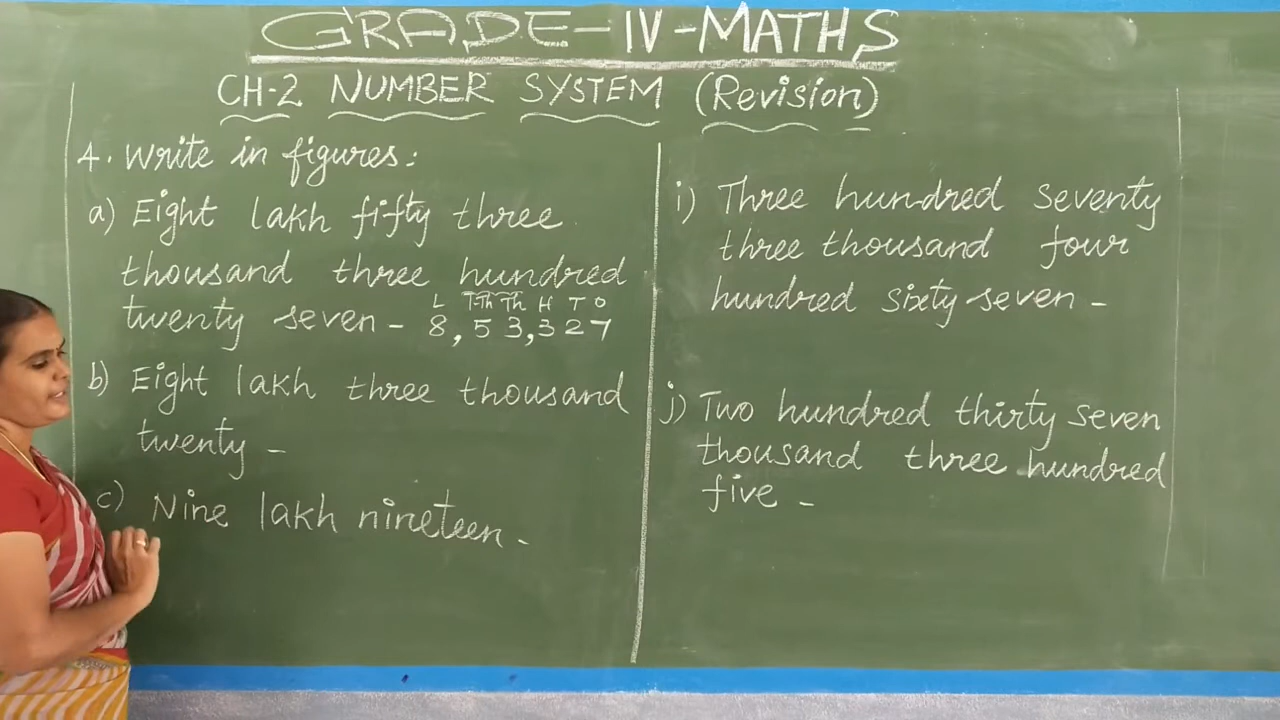 GRADE-IV-MATHS
CH-2 NUMBER SYSTEM (Revision)
4. Write in figures:
a) Eight lakh fifty three
thousand three hundred
L T.Th Th H T O
twenty seven - 8,53,327
b) Eight lakh three thousand
twenty -
c) Nine lakh nineteen -
i) Three hundred seventy
three thousand four
hundred sixty seven -
j) Two hundred thirty seven
thousand three hundred
five -